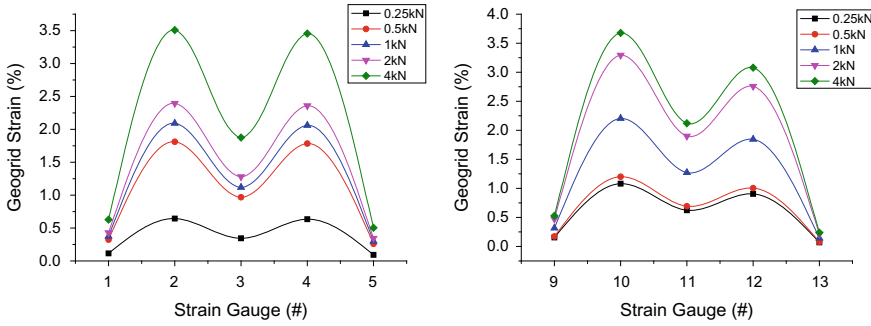 3.5
3.0
2.5
2.0
1.5
1.0
0.5
0.0
Geogrid Strain (%)
1 2 3 4 5
Strain Gauge (#)
0.25kN
0.5kN
1kN
2kN
4kN
4.0
3.5
3.0
2.5
2.0
1.5
1.0
0.5
0.0
Geogrid Strain (%)
9 10 11 12 13
Strain Gauge (#)
0.25kN
0.5kN
1kN
2kN
4kN